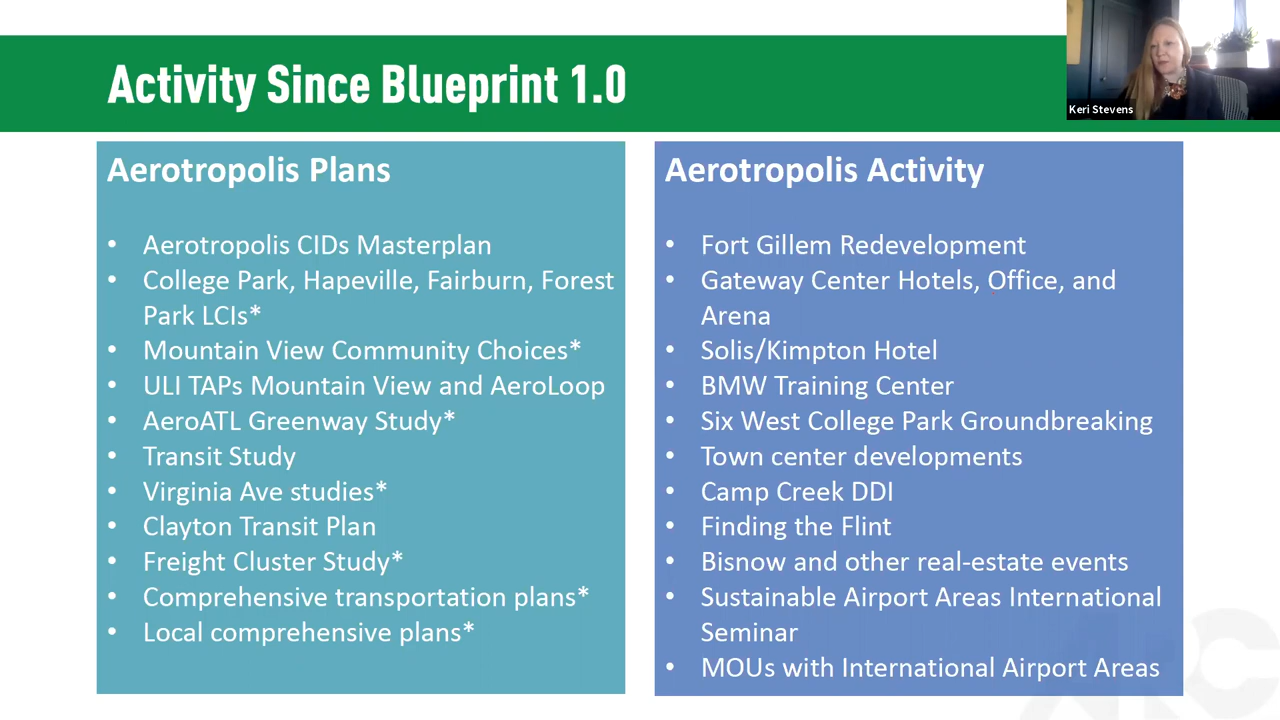 Activity Since Blueprint 1.0
Keri Stevens
Aerotropolis Plans
• Aerotropolis CIDs Masterplan
• College Park, Hapeville, Fairburn, Forest
Park LCIs*
• Mountain View Community Choices*
• ULI TAPs Mountain View and AeroLoop
• AeroATL Greenway Study*
• Transit Study
• Virginia Ave studies*
• Clayton Transit Plan
• Freight Cluster Study*
• Comprehensive transportation plans*
• Local comprehensive plans*
Aerotropolis Activity
• Fort Gillem Redevelopment
• Gateway Center Hotels, Office, and
Arena
• Solis/Kimpton Hotel
• BMW Training Center
• Six West College Park Groundbreaking
• Town center developments
• Camp Creek DDI
• Finding the Flint
• Bisnow and other real-estate events
• Sustainable Airport Areas International
Seminar
• MOUs with International Airport Areas
ARC